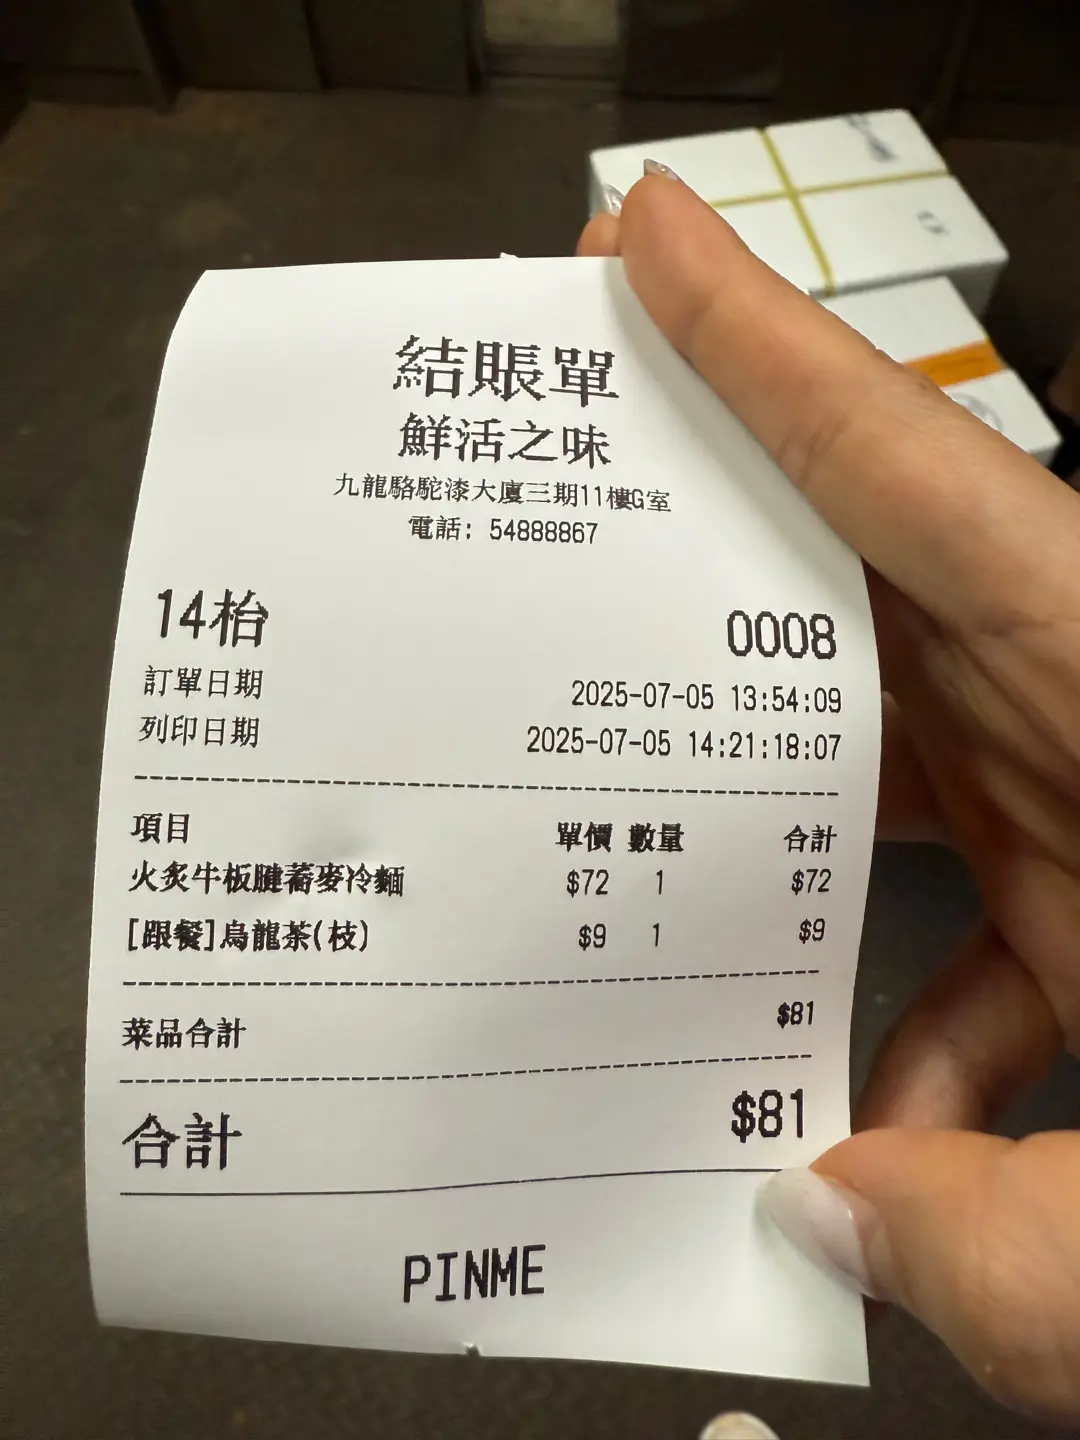 結賬單
鮮活之味
九龍駱駝漆大廈三期11樓G室
電話: 54888867
14枱 0008
訂單日期 2025-07-05 13:54:09
列印日期 2025-07-05 14:21:18:07
項目 單價 數量 合計
火炙牛板腱蕎麥冷麵 $72 1 $72
[跟餐]烏龍茶(枝) $9 1 $9
菜品合計 $81
合計 $81
PINME